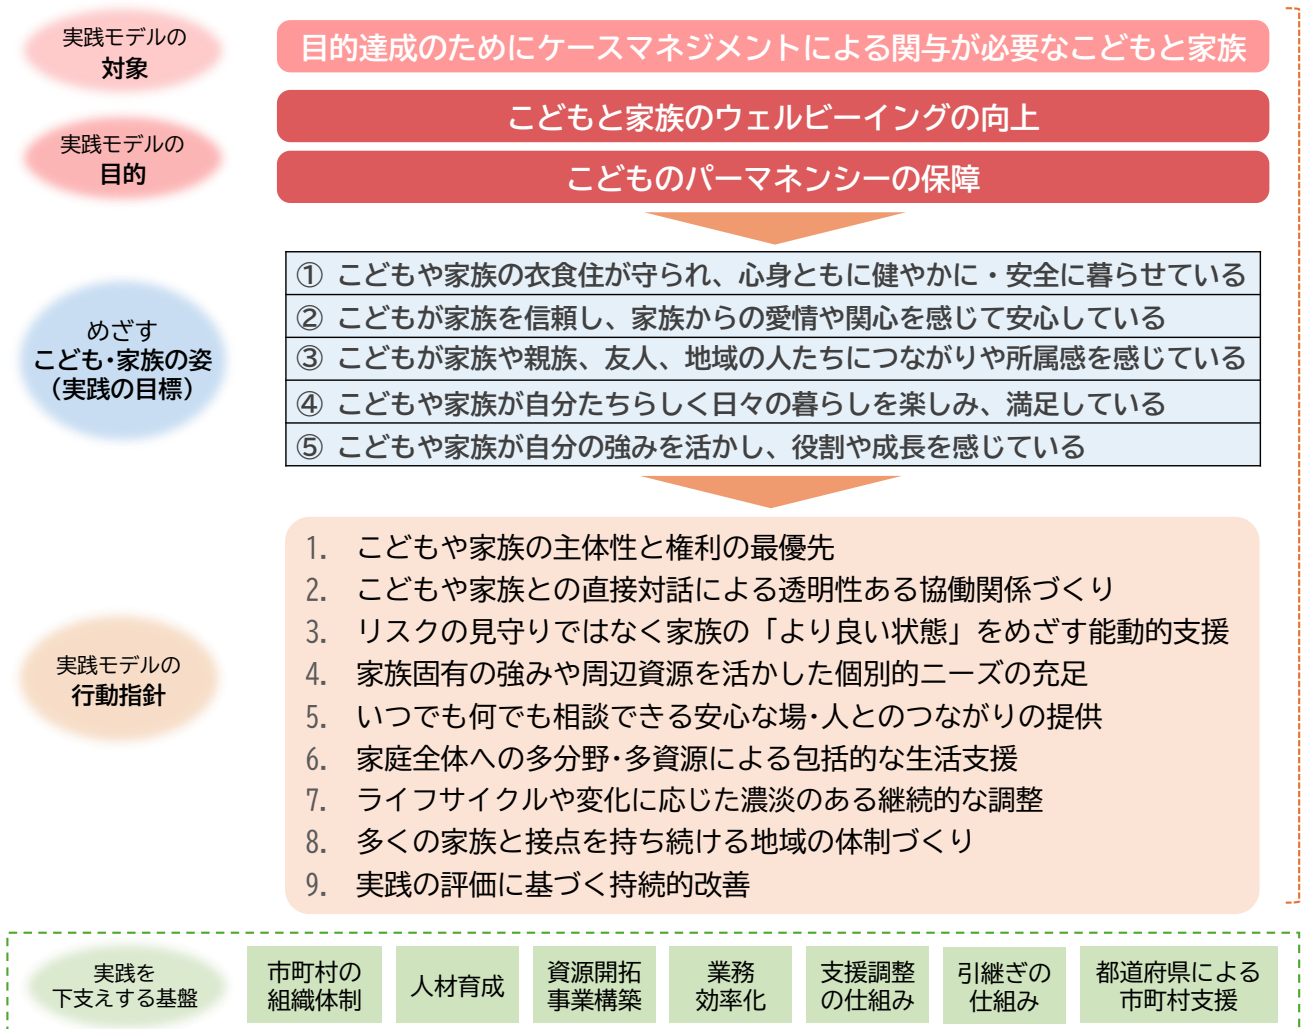 実践モデルの
対象
目的達成のためにケースマネジメントによる関与が必要なこどもと家族
実践モデルの
目的
こどもと家族のウェルビーイングの向上
こどものパーマネンシーの保障
めざす
こども・家族の姿
（実践の目標）
① こどもや家族の衣食住が守られ、心身ともに健やかに・安全に暮らせている
② こどもが家族を信頼し、家族からの愛情や関心を感じて安心している
③ こどもが家族や親族、友人、地域の人たちにつながりや所属感を感じている
④ こどもや家族が自分たちらしく日々の暮らしを楽しみ、満足している
⑤ こどもや家族が自分の強みを活かし、役割や成長を感じている
実践モデルの
行動指針
1. こどもや家族の主体性と権利の最優先
2. こどもや家族との直接対話による透明性ある協働関係づくり
3. リスクの見守りではなく家族の「より良い状態」をめざす能動的支援
4. 家族固有の強みや周辺資源を活かした個別的ニーズの充足
5. いつでも何でも相談できる安心な場･人とのつながりの提供
6. 家庭全体への多分野･多資源による包括的な生活支援
7. ライフサイクルや変化に応じた濃淡のある継続的な調整
8. 多くの家族と接点を持ち続ける地域の体制づくり
9. 実践の評価に基づく持続的改善
実践を
下支えする基盤
市町村の
組織体制
人材育成
資源開拓
事業構築
業務
効率化
支援調整
の仕組み
引継ぎの
仕組み
都道府県による
市町村支援